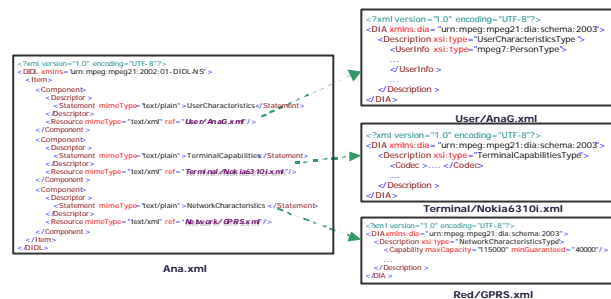 <?xml version="1.0" encoding="UTF-8"?>
<DIDL xmlns="urn:mpeg:mpeg21:2002:01-DIDL-NS">
<Item>
<Component>
<Descriptor>
<Statement mimeType="text/plain">UserCharacteristics</Statement>
</Descriptor>
<Resource mimeType="text/xml" ref="User/AnaG.xml"/>
</Component>
<Component>
<Descriptor>
<Statement mimeType="text/plain">TerminalCapabilities</Statement>
</Descriptor>
<Resource mimeType="text/xml" ref="Terminal/Nokia6310i.xml"/>
</Component>
<Component>
<Descriptor>
<Statement mimeType="text/plain">NetworkCharacteristics</Statement>
</Descriptor>
<Resource mimeType="text/xml" ref="Network/GPRS.xml"/>
</Component>
</Item>
</DIDL>
Ana.xml
<?xml version="1.0" encoding="UTF-8"?>
<DIA xmlns:dia="urn:mpeg:mpeg21:dia:schema:2003">
<Description xsi:type="UserCharacteristicsType">
<UserInfo xsi:type="mpeg7:PersonType">
...
</UserInfo>
...
</Description>
</DIA>
User/AnaG.xml
<?xml version="1.0" encoding="UTF-8"?>
<DIA xmlns:dia="urn:mpeg:mpeg21:dia:schema:2003">
<Description xsi:type="TerminalCapabilitiesType">
<Codec>.... </Codec>
....
</Description>
</DIA>
Terminal/Nokia6310i.xml
<?xml version="1.0" encoding="UTF-8"?>
<DIAxmlns:dia="urn:mpeg:mpeg21:dia:schema:2003">
<Description xsi:type="NetworkCharacteristicsType">
<Capability maxCapacity="115000" minGuaranteed="40000"/>
...
</Description>
</DIA>
Red/GPRS.xml